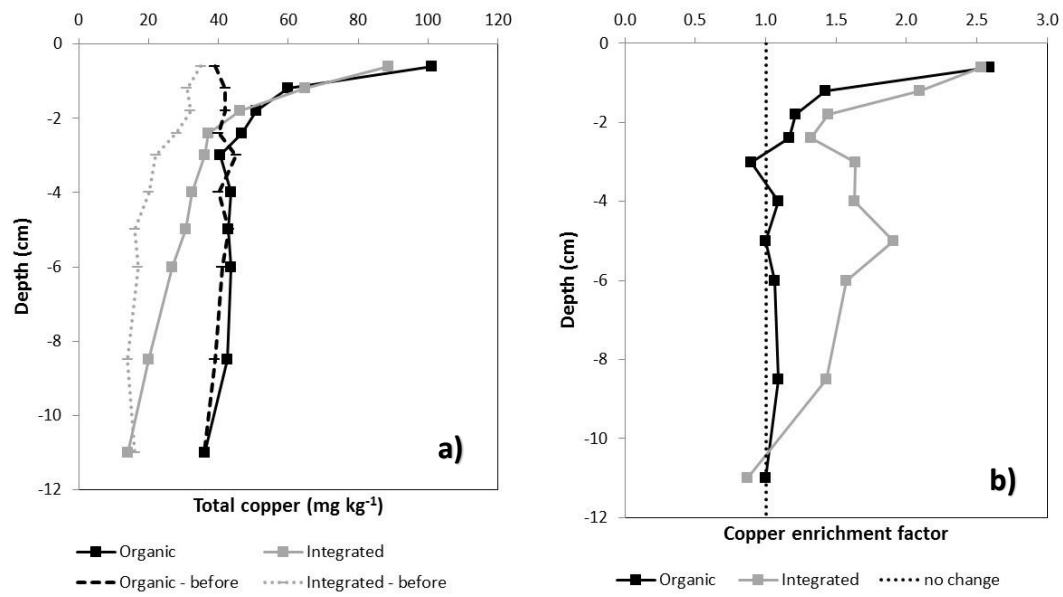 0 20 40 60 80 100 120
0
-2
-4
-6
-8
-10
-12
Depth (cm)
a)
Total copper (mg kg⁻¹)
Organic Integrated
Organic - before Integrated - before
0.0 0.5 1.0 1.5 2.0 2.5 3.0
0
-2
-4
-6
-8
-10
-12
Depth (cm)
b)
Copper enrichment factor
Organic Integrated no change